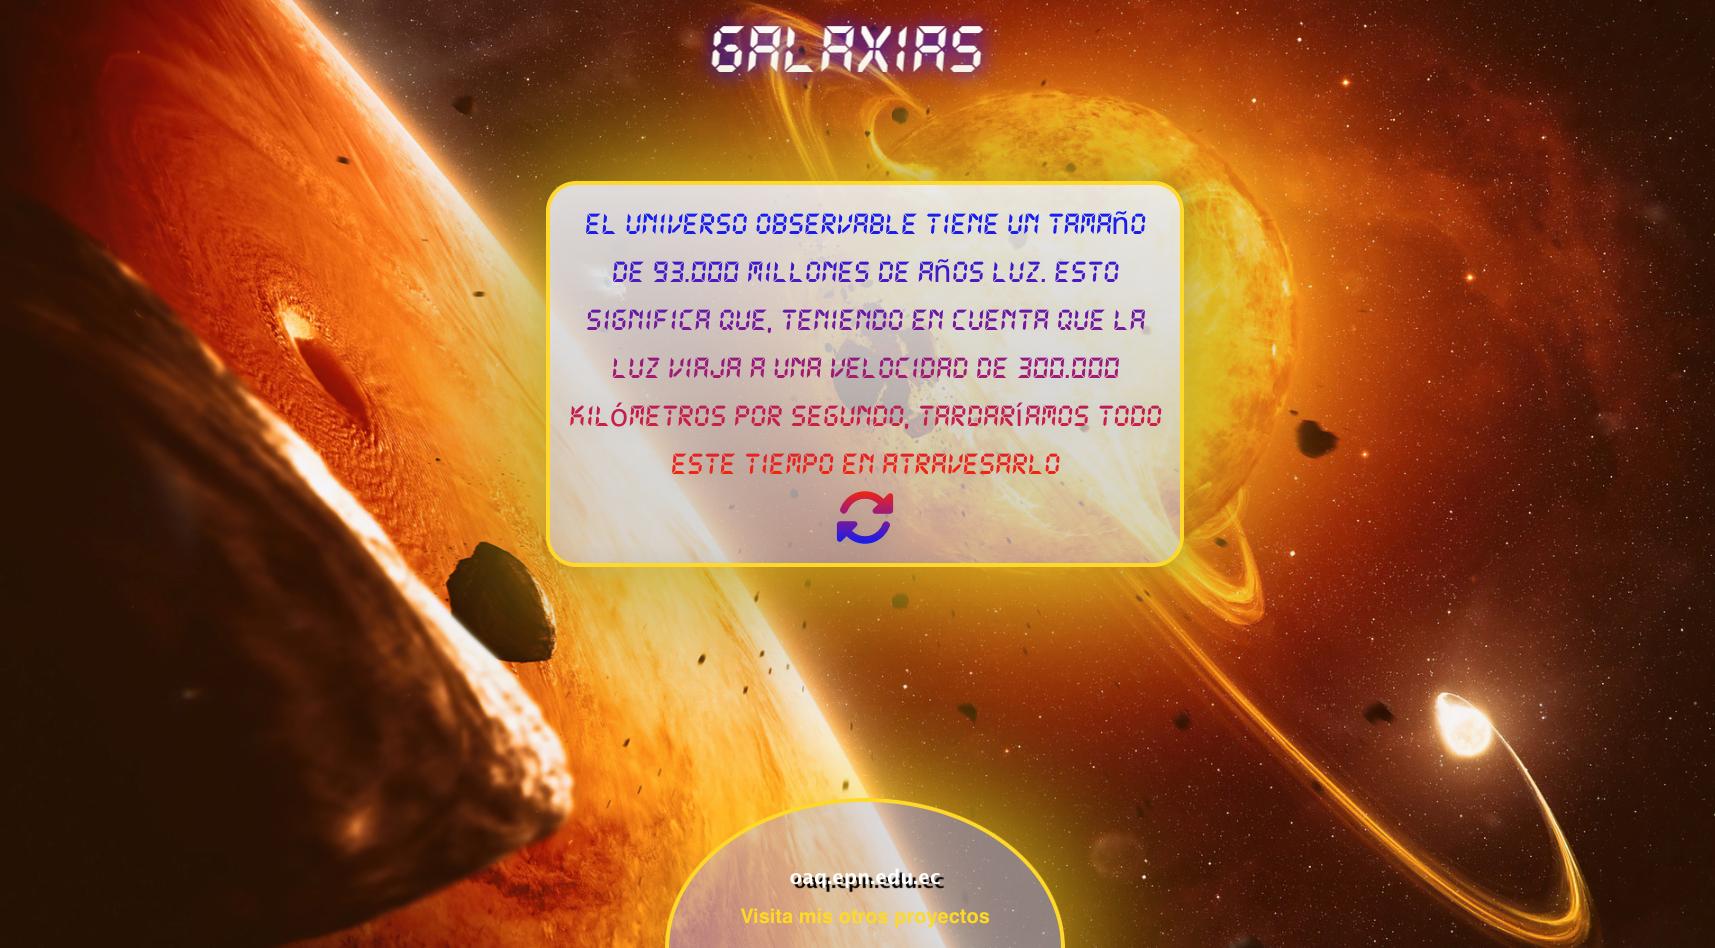 GALAXIAS
EL UNIVERSO OBSERVABLE TIENE UN TAMAñO
DE 93.000 MILLONES DE AñOS LUZ. ESTO
SIGNIFICA QUE, TENIENDO EN CUENTA QUE LA
LUZ VIAJA A UNA VELOCIDAD DE 300.000
KILóMETROS POR SEGUNDO, TARDARíAMOS TODO
ESTE TIEMPO EN ATRAVESARLO
oaq.epn.edu.ec
Visita mis otros proyectos